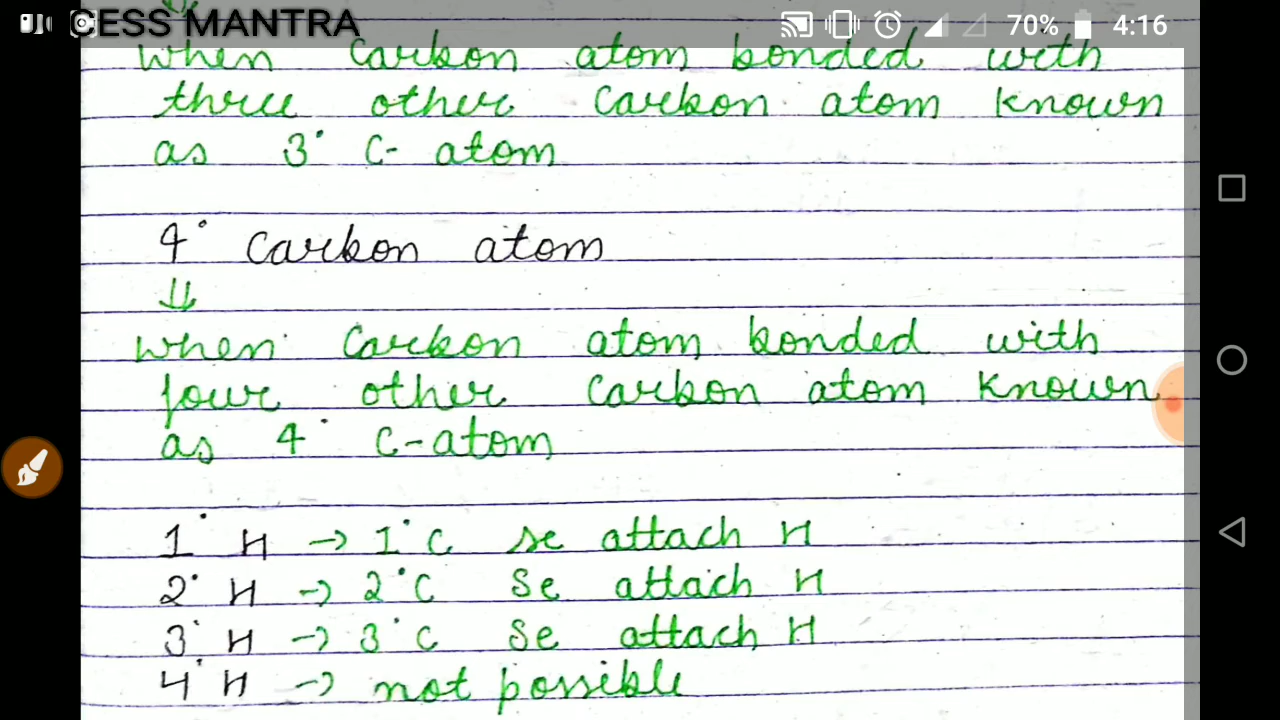 CESS MANTRA
70% 4:16
when carbon atom bonded with
three other carbon atom known
as 3° C- atom
4° carbon atom
⇓
when carbon atom bonded with
four other carbon atom known
as 4° C-atom
1° H → 1°C se attach H
2° H → 2°C se attach H
3° H → 3°C se attach H
4° H → not possible